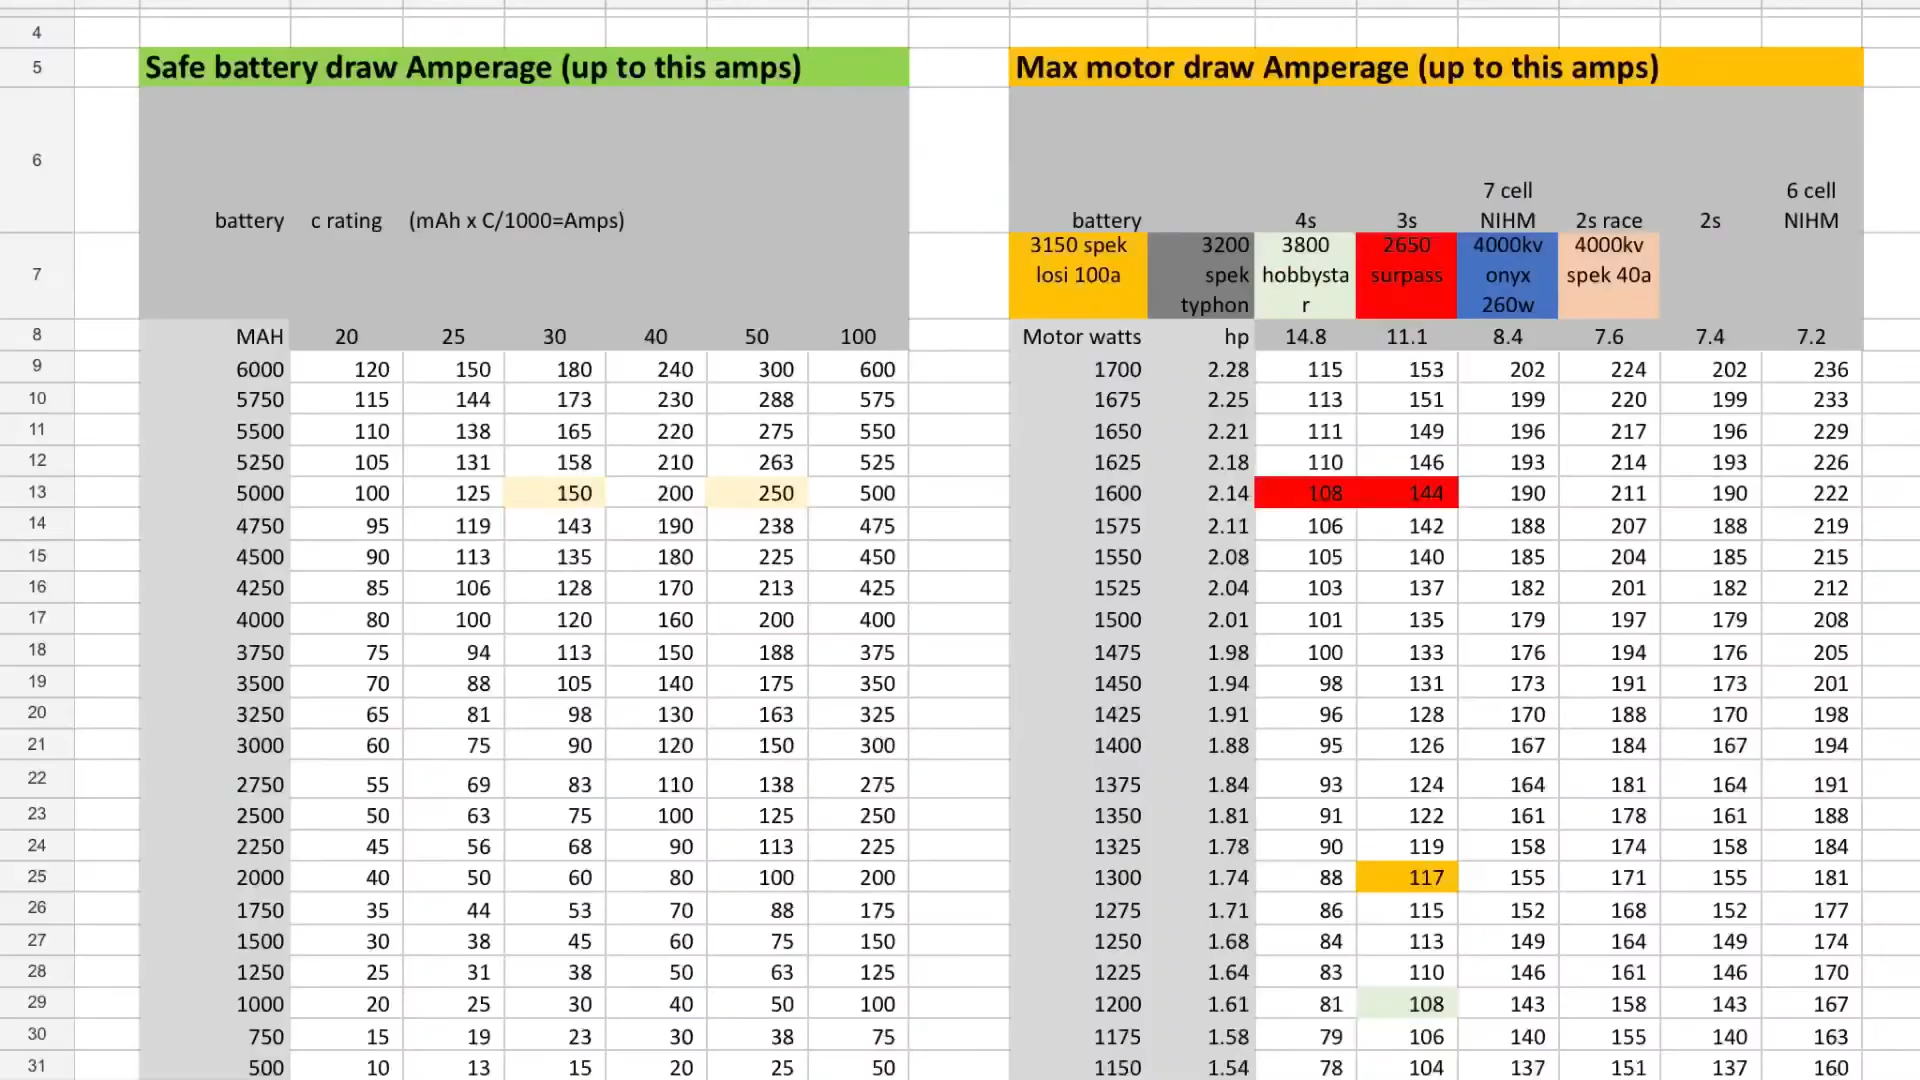 4
5 Safe battery draw Amperage (up to this amps) Max motor draw Amperage (up to this amps)
6 battery c rating (mAh x C/1000=Amps) battery 4s 3s 7 cell NIHM 2s race 2s 6 cell NIHM
7 3150 spek losi 100a 3200 spek typhon 3800 hobbystar 2650 surpass 4000kv onyx 260w 4000kv spek 40a
8 MAH 20 25 30 40 50 100 Motor watts hp 14.8 11.1 8.4 7.6 7.4 7.2
9 6000 120 150 180 240 300 600 1700 2.28 115 153 202 224 202 236
10 5750 115 144 173 230 288 575 1675 2.25 113 151 199 220 199 233
11 5500 110 138 165 220 275 550 1650 2.21 111 149 196 217 196 229
12 5250 105 131 158 210 263 525 1625 2.18 110 146 193 214 193 226
13 5000 100 125 150 200 250 500 1600 2.14 108 144 190 211 190 222
14 4750 95 119 143 190 238 475 1575 2.11 106 142 188 207 188 219
15 4500 90 113 135 180 225 450 1550 2.08 105 140 185 204 185 215
16 4250 85 106 128 170 213 425 1525 2.04 103 137 182 201 182 212
17 4000 80 100 120 160 200 400 1500 2.01 101 135 179 197 179 208
18 3750 75 94 113 150 188 375 1475 1.98 100 133 176 194 176 205
19 3500 70 88 105 140 175 350 1450 1.94 98 131 173 191 173 201
20 3250 65 81 98 130 163 325 1425 1.91 96 128 170 188 170 198
21 3000 60 75 90 120 150 300 1400 1.88 95 126 167 184 167 194
22 2750 55 69 83 110 138 275 1375 1.84 93 124 164 181 164 191
23 2500 50 63 75 100 125 250 1350 1.81 91 122 161 178 161 188
24 2250 45 56 68 90 113 225 1325 1.78 90 119 158 174 158 184
25 2000 40 50 60 80 100 200 1300 1.74 88 117 155 171 155 181
26 1750 35 44 53 70 88 175 1275 1.71 86 115 152 168 152 177
27 1500 30 38 45 60 75 150 1250 1.68 84 113 149 164 149 174
28 1250 25 31 38 50 63 125 1225 1.64 83 110 146 161 146 170
29 1000 20 25 30 40 50 100 1200 1.61 81 108 143 158 143 167
30 750 15 19 23 30 38 75 1175 1.58 79 106 140 155 140 163
31 500 10 13 15 20 25 50 1150 1.54 78 104 137 151 137 160